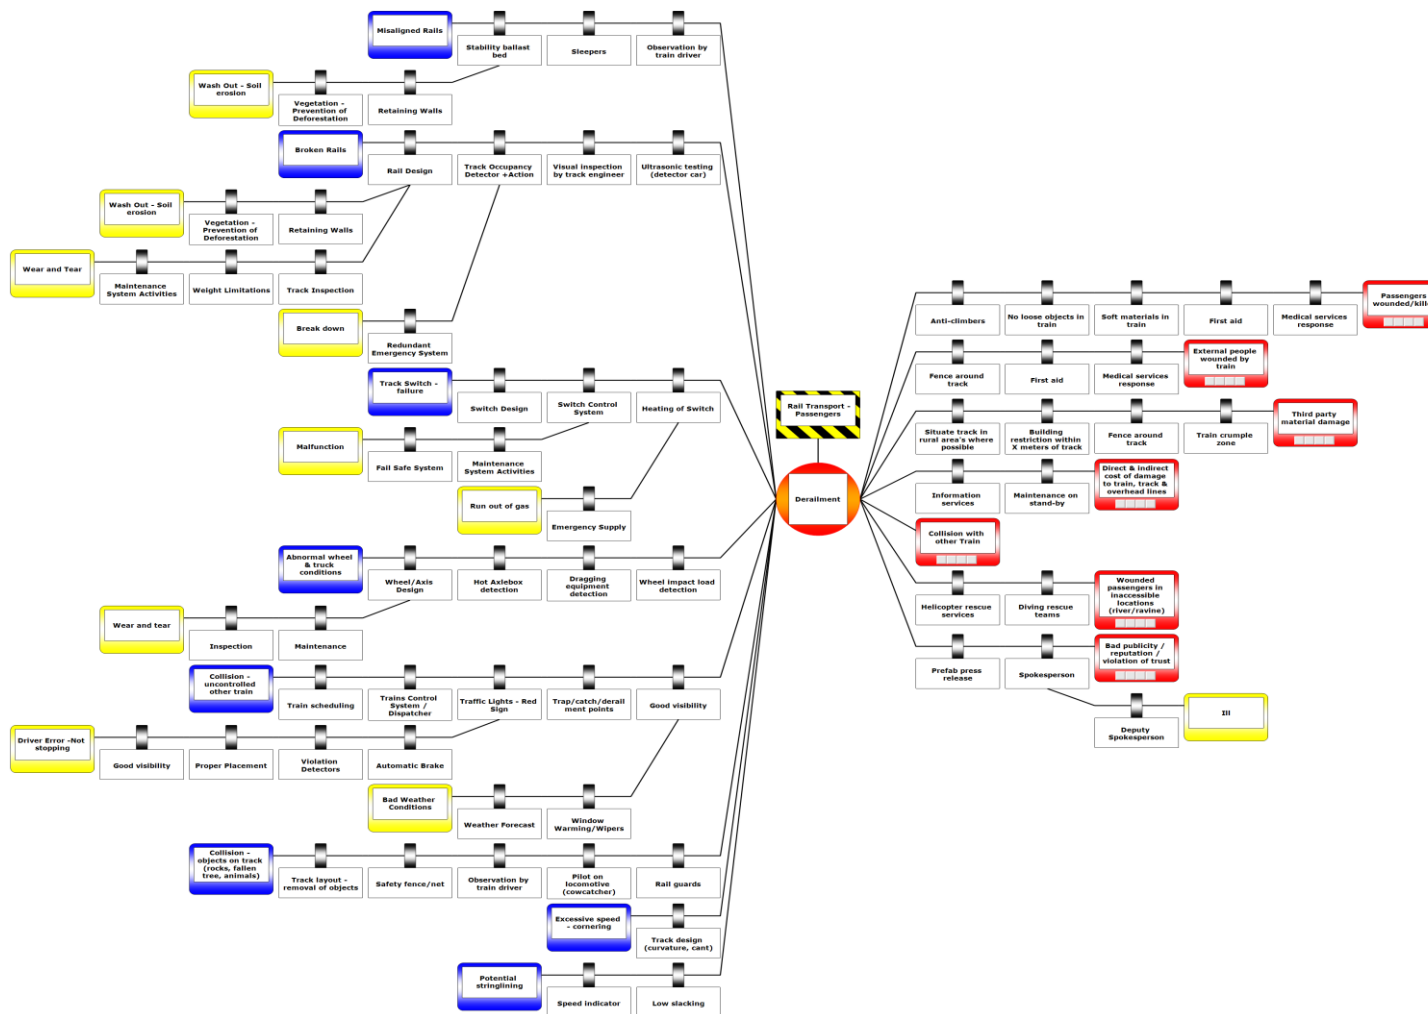 Misaligned Rails
Stability ballast
bed
Sleepers
Observation by
train driver
Wash Out - Soil
erosion
Vegetation -
Prevention of
Deforestation
Retaining Walls
Broken Rails
Rail Design
Track Occupancy
Detector +Action
Visual inspection
by track engineer
Ultrasonic testing
(detector car)
Wash Out - Soil
erosion
Vegetation -
Prevention of
Deforestation
Retaining Walls
Wear and Tear
Maintenance
System Activities
Weight Limitations
Track Inspection
Break down
Redundant
Emergency System
Track Switch -
failure
Switch Design
Switch Control
System
Heating of Switch
Malfunction
Fail Safe System
Maintenance
System Activities
Run out of gas
Emergency Supply
Abnormal wheel
& truck
conditions
Wheel/Axis
Design
Hot Axlebox
detection
Dragging
equipment
detection
Wheel impact load
detection
Wear and tear
Inspection
Maintenance
Collision -
uncontrolled
other train
Train scheduling
Trains Control
System /
Dispatcher
Traffic Lights - Red
Sign
Trap/catch/derail
ment points
Good visibility
Driver Error -Not
stopping
Good visibility
Proper Placement
Violation
Detectors
Automatic Brake
Bad Weather
Conditions
Weather Forecast
Window
Warming/Wipers
Collision -
objects on track
(rocks, fallen
tree, animals)
Track layout -
removal of objects
Safety fence/net
Observation by
train driver
Pilot on
locomotive
(cowcatcher)
Rail guards
Excessive speed
- cornering
Track design
(curvature, cant)
Potential
stringlining
Speed indicator
Low slacking
Rail Transport -
Passengers
Derailment
Anti-climbers
No loose objects in
train
Soft materials in
train
First aid
Medical services
response
Passengers
wounded/kille
Fence around
track
First aid
Medical services
response
External people
wounded by
train
Situate track in
rural area's where
possible
Building
restriction within
X meters of track
Fence around
track
Train crumple
zone
Third party
material damage
Information
services
Maintenance on
stand-by
Direct & indirect
cost of damage
to train, track &
overhead lines
Collision with
other Train
Helicopter rescue
services
Diving rescue
teams
Wounded
passengers in
inaccessible
locations
(river/ravine)
Prefab press
release
Spokesperson
Bad publicity /
reputation /
violation of trust
Deputy
Spokesperson
Ill